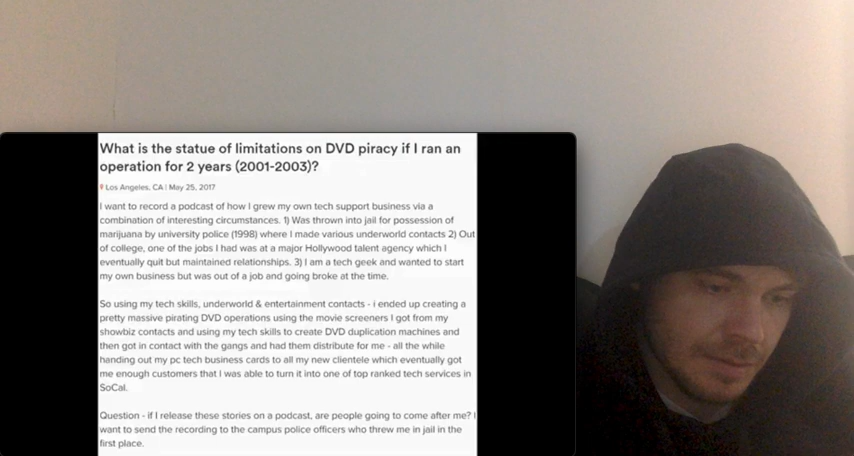 What is the statue of limitations on DVD piracy if I ran an
operation for 2 years (2001-2003)?
Los Angeles, CA | May 25, 2017
I want to record a podcast of how I grew my own tech support business via a
combination of interesting circumstances. 1) Was thrown into jail for possession of
marijuana by university police (1998) where I made various underworld contacts 2) Out
of college, one of the jobs I had was at a major Hollywood talent agency which I
eventually quit but maintained relationships. 3) I am a tech geek and wanted to start
my own business but was out of a job and going broke at the time.
So using my tech skills, underworld & entertainment contacts - i ended up creating a
pretty massive pirating DVD operations using the movie screeners I got from my
showbiz contacts and using my tech skills to create DVD duplication machines and
then got in contact with the gangs and had them distribute for me - all the while
handing out my pc tech business cards to all my new clientele which eventually got
me enough customers that I was able to turn it into one of top ranked tech services in
SoCal.
Question - if I release these stories on a podcast, are people going to come after me? I
want to send the recording to the campus police officers who threw me in jail in the
first place.